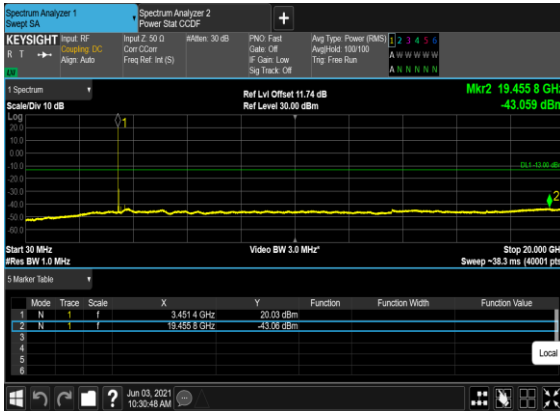 Spectrum Analyzer 1
Swept SA
Spectrum Analyzer 2
Power Stat CCDF
KEYSIGHT
R T
Input: RF
Coupling: DC
Align: Auto
Input Z: 50 Ω
Corr CCorr
Freq Ref: Int (S)
#Atten: 30 dB
PNO: Fast
Gate: Off
IF Gain: Low
Sig Track: Off
Avg Type: Power (RMS)
Avg|Hold: 100/100
Trig: Free Run
1 2 3 4 5 6
A W W W W W
A N N N N N
1 Spectrum
Scale/Div 10 dB
Ref Lvl Offset 11.74 dB
Ref Level 30.00 dBm
Mkr2 19.455 8 GHz
-43.059 dBm
Log
20.0
10.0
0.00
-10.0
-20.0
-30.0
-40.0
-50.0
-60.0
1
DL1 -13.00 dBm
2
Start 30 MHz
#Res BW 1.0 MHz
Video BW 3.0 MHz*
Stop 20.000 GHz
Sweep ~38.3 ms (40001 pts)
5 Marker Table
Mode Trace Scale X Y Function Function Width Function Value
1 N 1 f 3.451 4 GHz 20.03 dBm
2 N 1 f 19.455 8 GHz -43.06 dBm
3
4
5
6
Local
?
Jun 03, 2021
10:30:48 AM